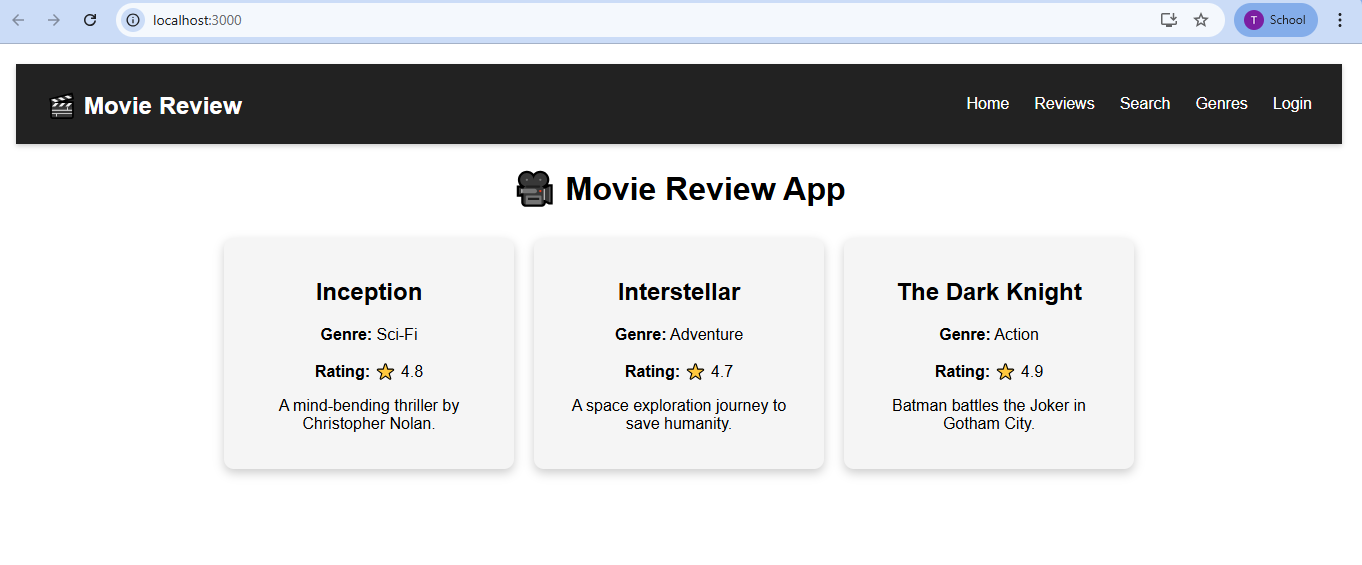 localhost:3000
T School
Movie Review
Home Reviews Search Genres Login
Movie Review App
Inception
Genre: Sci-Fi
Rating: ⭐ 4.8
A mind-bending thriller by
Christopher Nolan.
Interstellar
Genre: Adventure
Rating: ⭐ 4.7
A space exploration journey to
save humanity.
The Dark Knight
Genre: Action
Rating: ⭐ 4.9
Batman battles the Joker in
Gotham City.